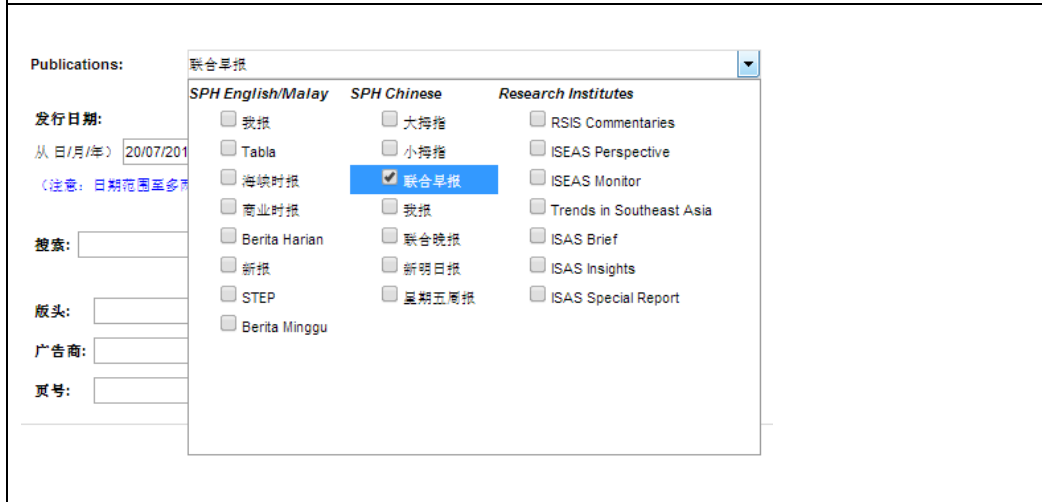 Publications: 联合早报
SPH English/Malay SPH Chinese Research Institutes
发行日期: 我报 大拇指 RSIS Commentaries
从 日/月/年） 20/07/201 Tabla 小拇指 ISEAS Perspective
（注意：日期范围至多 海峡时报 联合早报 ISEAS Monitor
商业时报 我报 Trends in Southeast Asia
搜索: Berita Harian 联合晚报 ISAS Brief
新报 新明日报 ISAS Insights
版头: STEP 星期五周报 ISAS Special Report
Berita Minggu
广告商:
页号: